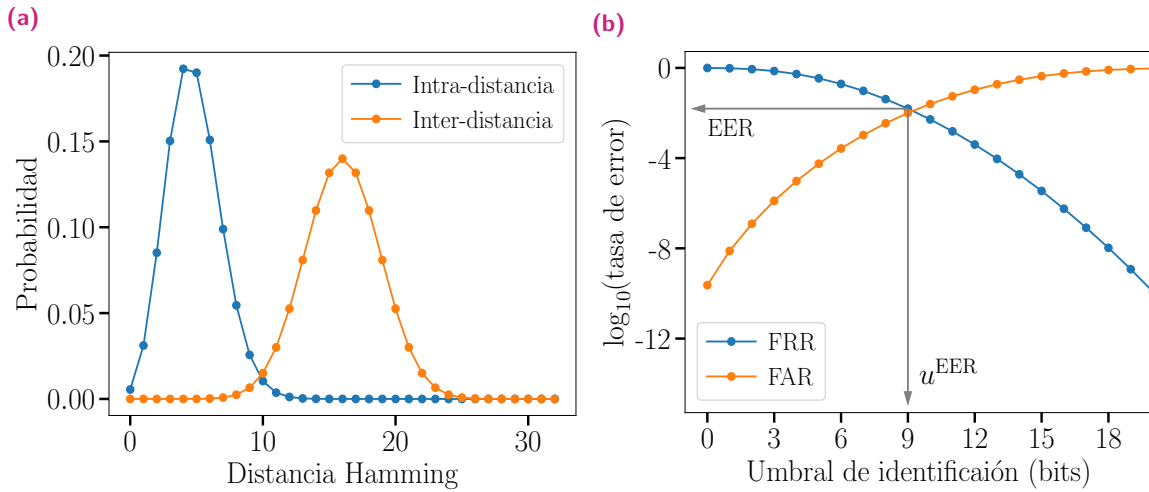 (a)
0.20
0.15
0.10
0.05
0.00
Probabilidad
0 10 20 30
Distancia Hamming
Intra-distancia
Inter-distancia
(b)
0
-4
-8
-12
log₁₀(tasa de error)
EER
u^EER
FRR
FAR
0 3 6 9 12 15 18
Umbral de identificaión (bits)